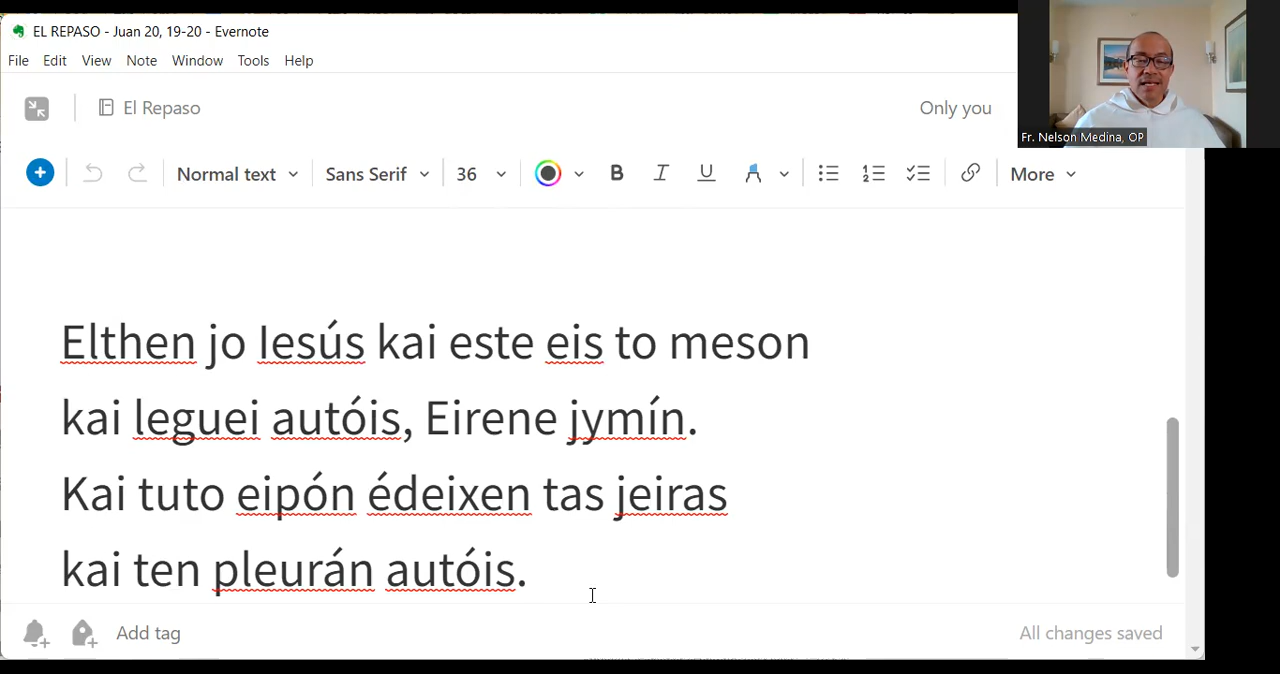 EL REPASO - Juan 20, 19-20 - Evernote
File Edit View Note Window Tools Help
El Repaso
Only you
Fr. Nelson Medina, OP
Normal text Sans Serif 36 B I U More
Elthen jo Iesús kai este eis to meson
kai leguei autóis, Eirene jymín.
Kai tuto eipón édeixen tas jeiras
kai ten pleurán autóis.
Add tag
All changes saved